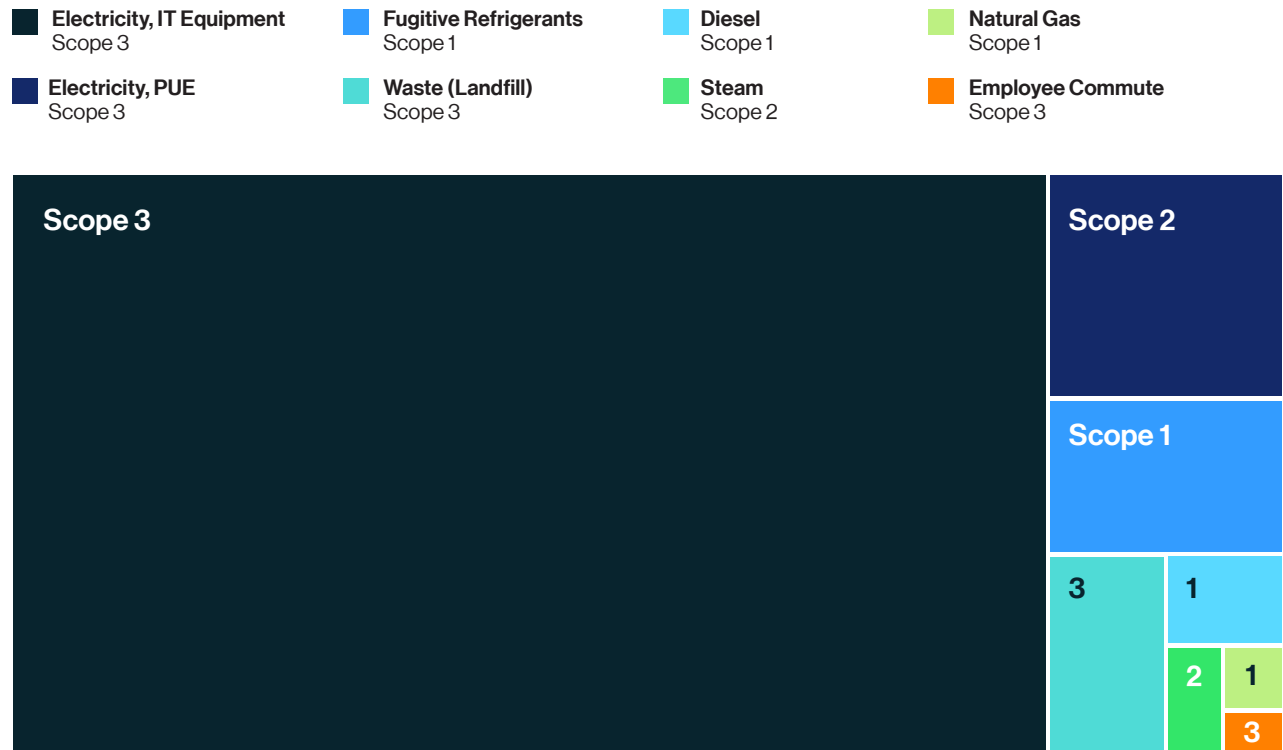 Electricity, IT Equipment
Scope 3
Fugitive Refrigerants
Scope 1
Diesel
Scope 1
Natural Gas
Scope 1
Electricity, PUE
Scope 3
Waste (Landfill)
Scope 3
Steam
Scope 2
Employee Commute
Scope 3
Scope 3
Scope 2
Scope 1
3
1
2
1
3